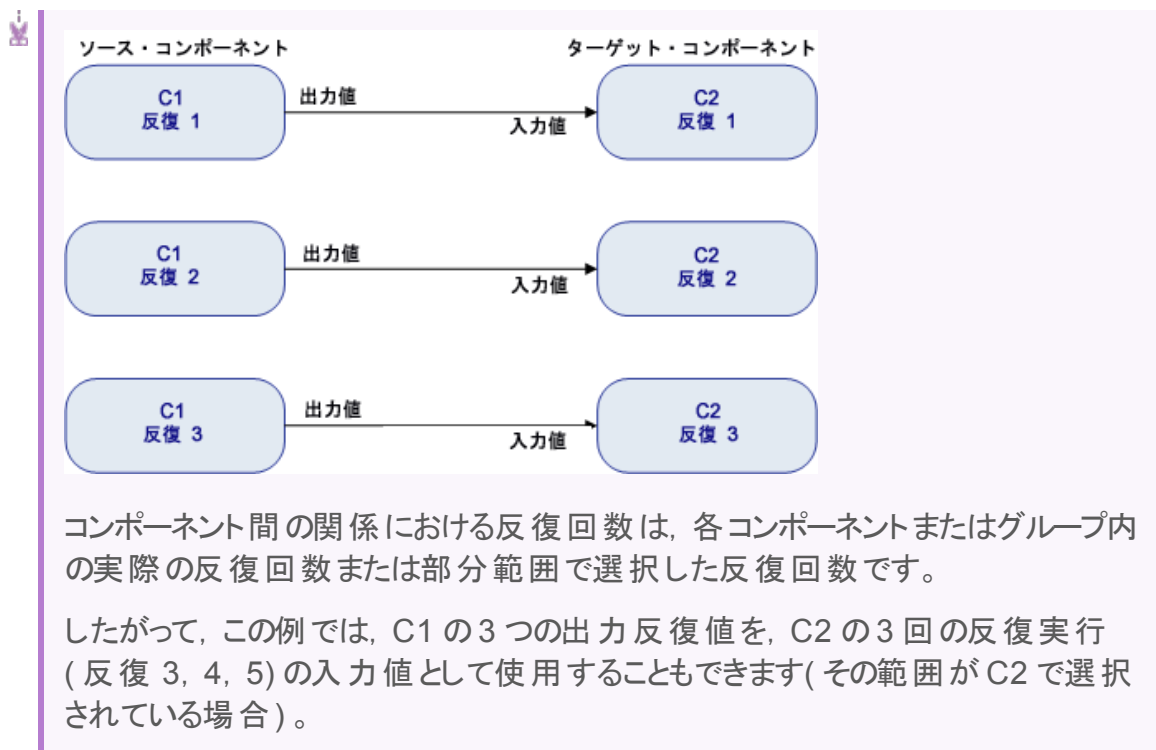 ソース・コンポーネント
ターゲット・コンポーネント
C1
反復 1
出力値
入力値
C2
反復 1
C1
反復 2
出力値
入力値
C2
反復 2
C1
反復 3
出力値
入力値
C2
反復 3
コンポーネント間の関係における反復回数は, 各コンポーネントまたはグループ内
の実際の反復回数または部分範囲で選択した反復回数です。
したがって, この例では, C1 の3 つの出力反復値を, C2 の3 回の反復実行
( 反復 3, 4, 5) の入力値として使用することもできます( その範囲が C2 で選択
されている場合) 。